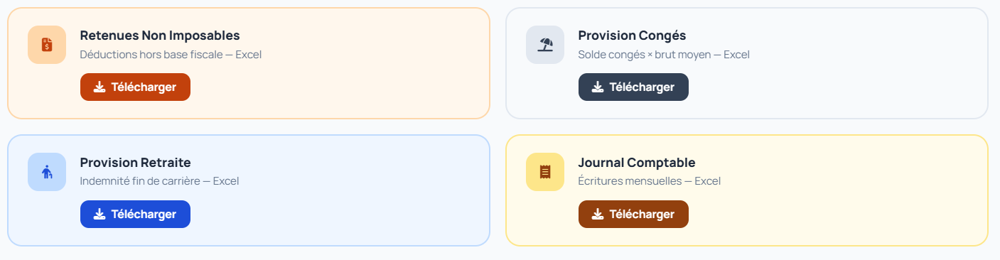 Retenues Non Imposables
Déductions hors base fiscale — Excel
Télécharger
Provision Congés
Solde congés × brut moyen — Excel
Télécharger
Provision Retraite
Indemnité fin de carrière — Excel
Télécharger
Journal Comptable
Écritures mensuelles — Excel
Télécharger